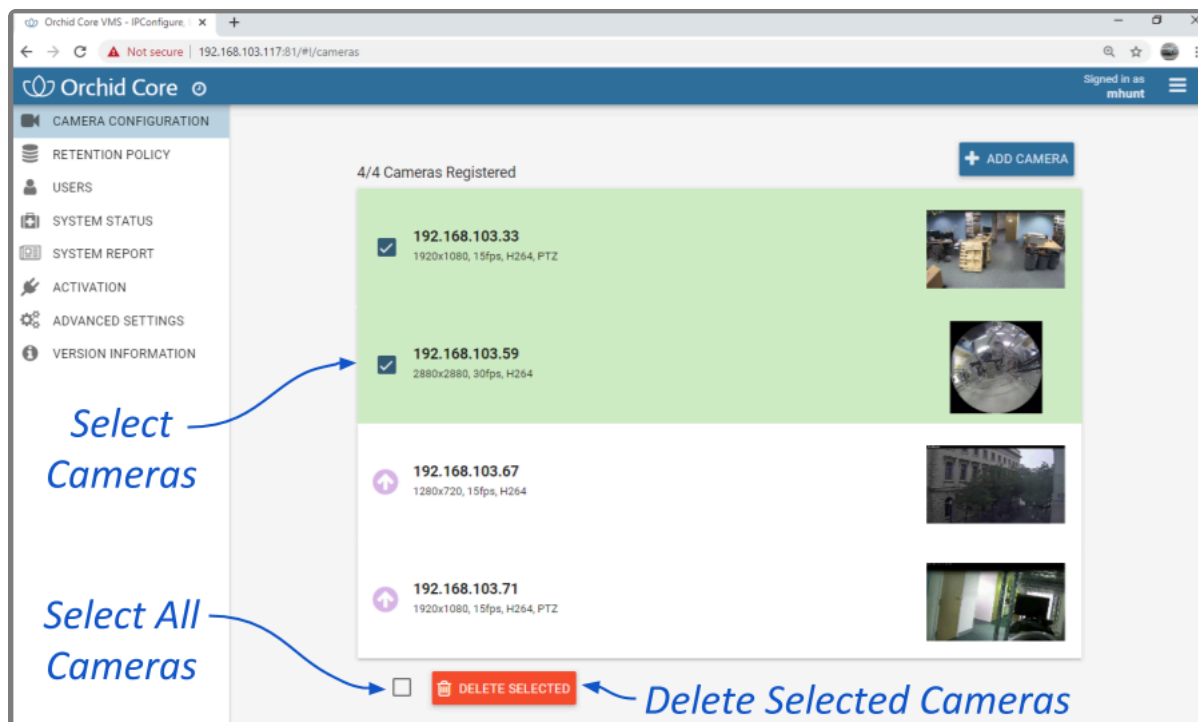 Orchid Core VMS - IPConfigure, I
Not secure | 192.168.103.117:81/#!/cameras
Orchid Core
Signed in as
mhunt
CAMERA CONFIGURATION
RETENTION POLICY
USERS
SYSTEM STATUS
SYSTEM REPORT
ACTIVATION
ADVANCED SETTINGS
VERSION INFORMATION
4/4 Cameras Registered
ADD CAMERA
192.168.103.33
1920x1080, 15fps, H264, PTZ
192.168.103.59
2880x2880, 30fps, H264
192.168.103.67
1280x720, 15fps, H264
192.168.103.71
1920x1080, 15fps, H264, PTZ
Select
Cameras
Select All
Cameras
DELETE SELECTED
Delete Selected Cameras